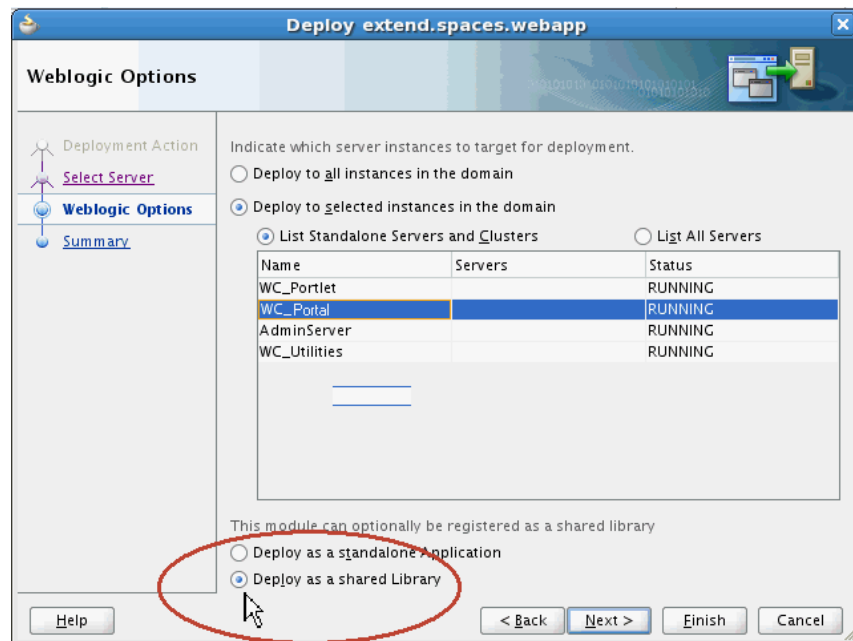 Deploy extend.spaces.webapp
Weblogic Options
Deployment Action
Select Server
Weblogic Options
Summary
Indicate which server instances to target for deployment.
Deploy to all instances in the domain
Deploy to selected instances in the domain
List Standalone Servers and Clusters List All Servers
Name Servers Status
WC_Portlet RUNNING
WC_Portal RUNNING
AdminServer RUNNING
WC_Utilities RUNNING
This module can optionally be registered as a shared library
Deploy as a standalone Application
Deploy as a shared Library
Help < Back Next > Finish Cancel